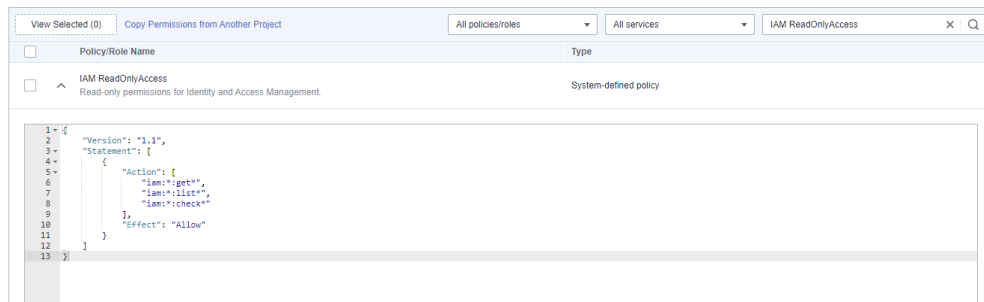 View Selected (0) Copy Permissions from Another Project All policies/roles All services IAM ReadOnlyAccess
Policy/Role Name Type
IAM ReadOnlyAccess
Read-only permissions for Identity and Access Management.
System-defined policy
1 {
2 "Version": "1.1",
3 "Statement": [
4 {
5 "Action": [
6 "iam:*:get*",
7 "iam:*:list*",
8 "iam:*:check*"
9 ],
10 "Effect": "Allow"
11 }
12 ]
13 }